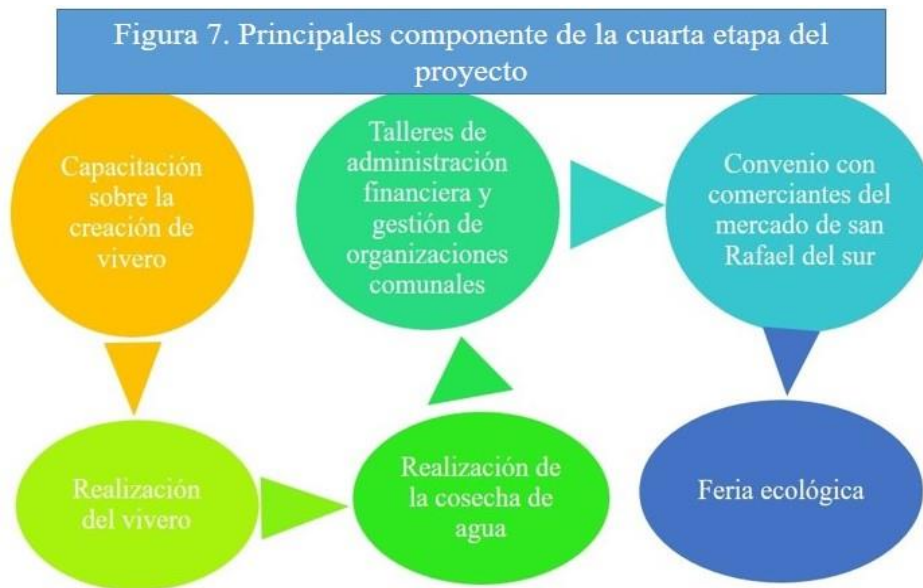 Figura 7. Principales componente de la cuarta etapa del
proyecto
Capacitación
sobre la
creación de
vivero
Realización
del vivero
Realización de
la cosecha de
agua
Talleres de
administración
financiera y
gestión de
organizaciones
comunales
Convenio con
comerciantes del
mercado de san
Rafael del sur
Feria ecológica